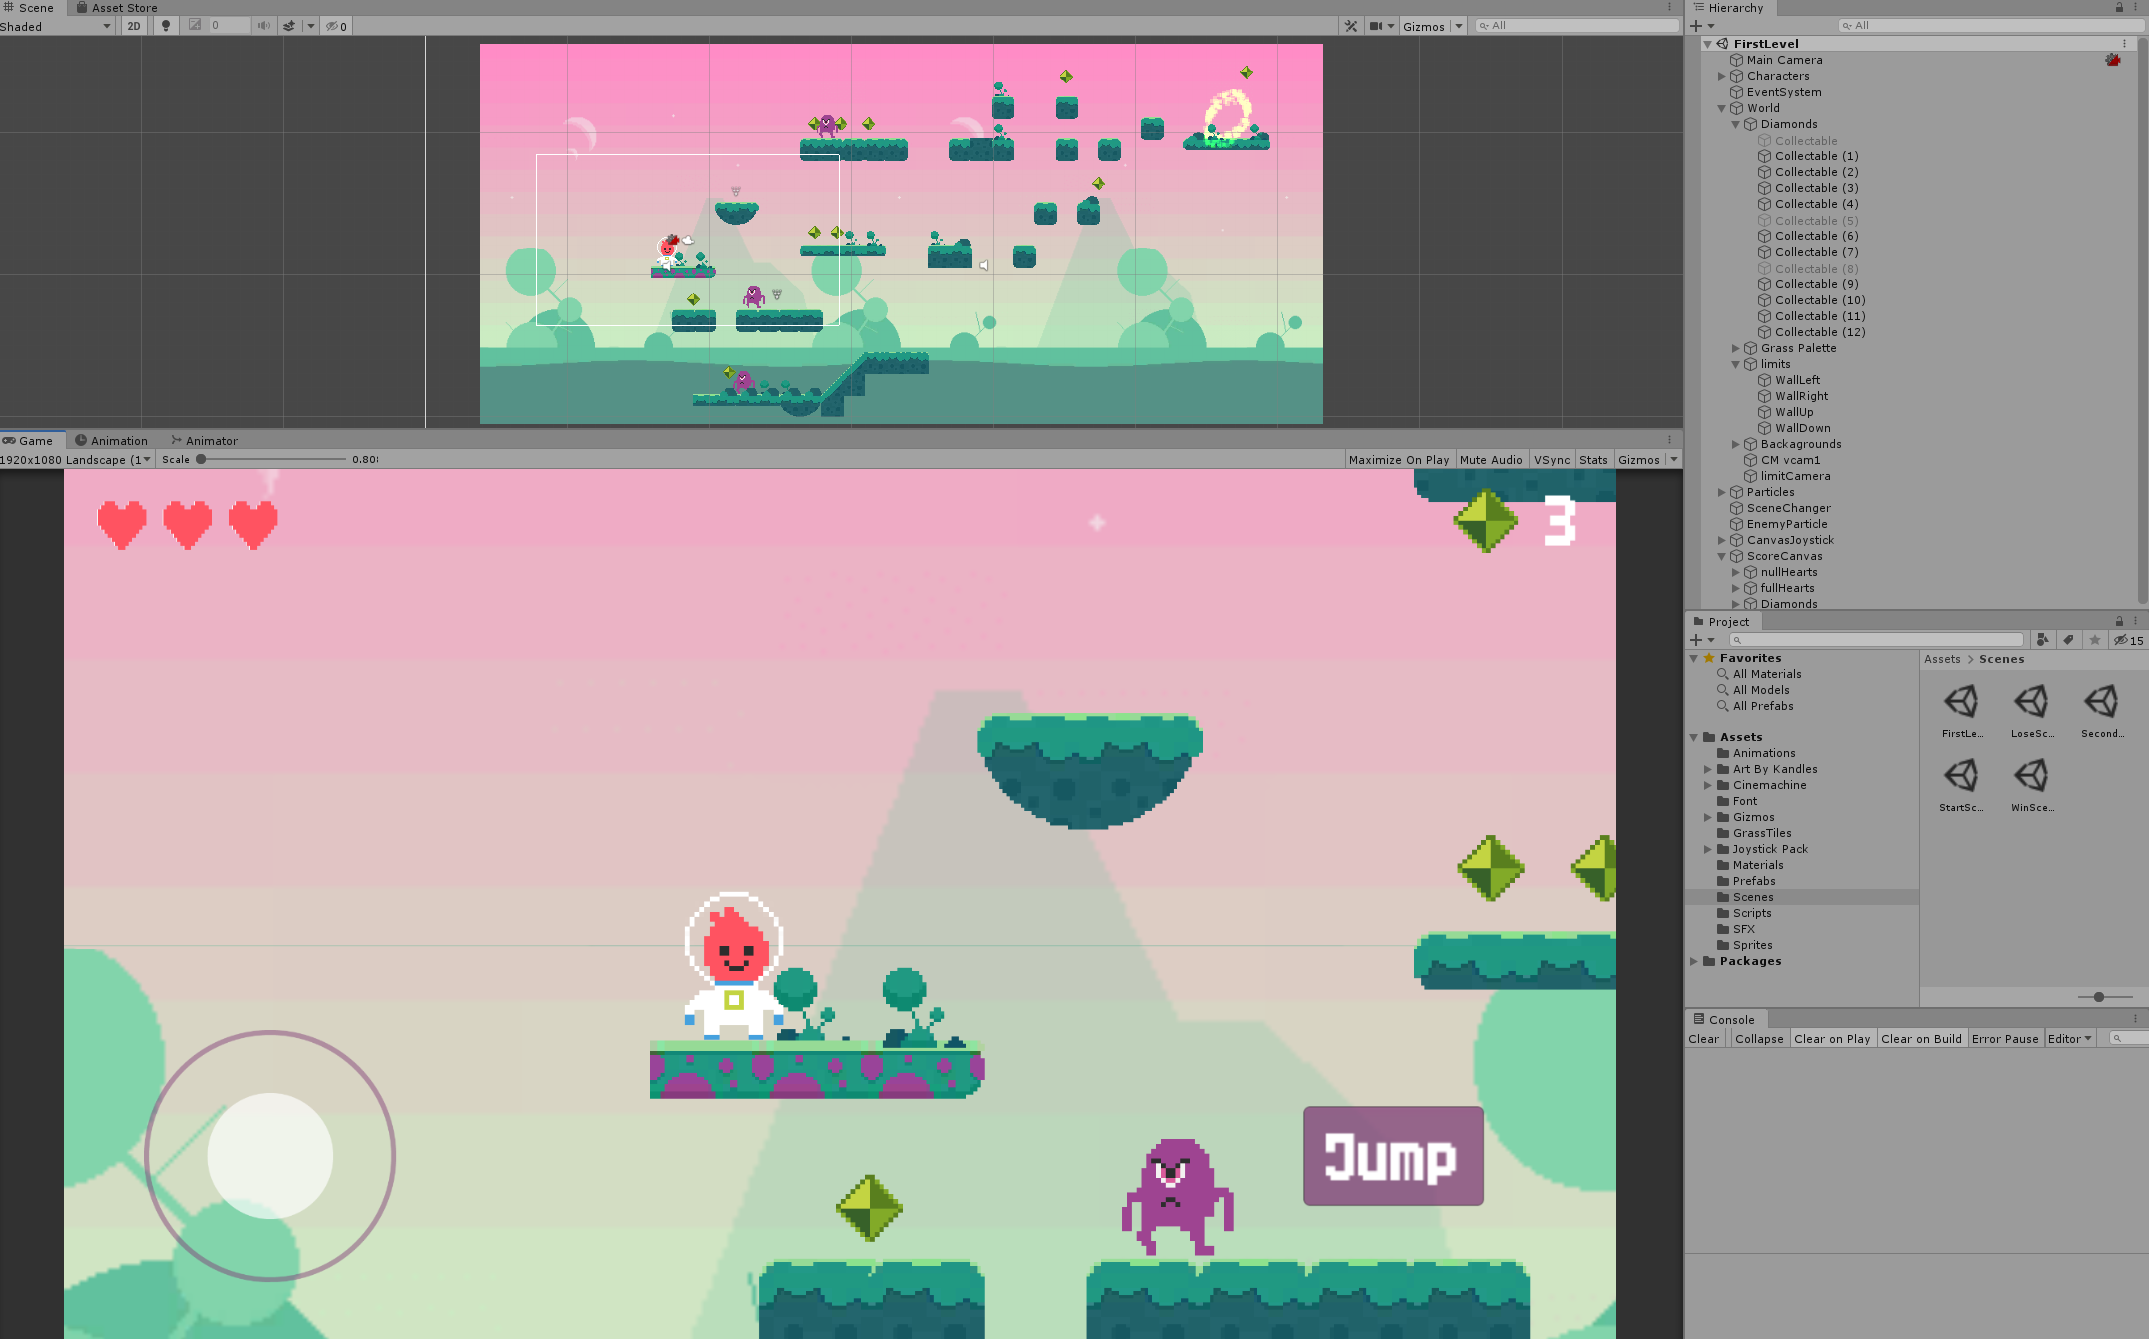 Scene Asset Store
Shaded 2D 0 0 Gizmos All
Game Animation Animator
1920x1080 Landscape (1 Scale 0.80: Maximize On Play Mute Audio VSync Stats Gizmos
3
Jump
Hierarchy
All
FirstLevel
Main Camera
Characters
EventSystem
World
Diamonds
Collectable
Collectable (1)
Collectable (2)
Collectable (3)
Collectable (4)
Collectable (5)
Collectable (6)
Collectable (7)
Collectable (8)
Collectable (9)
Collectable (10)
Collectable (11)
Collectable (12)
Grass Palette
limits
WallLeft
WallRight
WallUp
WallDown
Backagrounds
CM vcam1
limitCamera
Particles
SceneChanger
EnemyParticle
CanvasJoystick
ScoreCanvas
nullHearts
fullHearts
Diamonds
Project
15
Favorites
All Materials
All Models
All Prefabs
Assets
Animations
Art By Kandles
Cinemachine
Font
Gizmos
GrassTiles
Joystick Pack
Materials
Prefabs
Scenes
Scripts
SFX
Sprites
Packages
Assets > Scenes
FirstLe... LoseSc... Second...
StartSc... WinSce...
Console
Clear Collapse Clear on Play Clear on Build Error Pause Editor